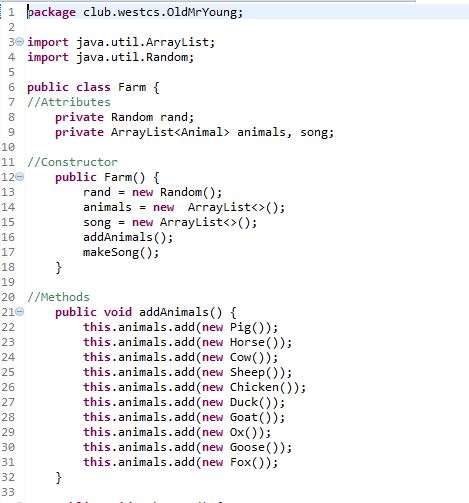 1 package club.westcs.OldMrYoung;
2
3 import java.util.ArrayList;
4 import java.util.Random;
5
6 public class Farm {
7 //Attributes
8     private Random rand;
9     private ArrayList<Animal> animals, song;
10
11 //Constructor
12     public Farm() {
13         rand = new Random();
14         animals = new  ArrayList<>();
15         song = new ArrayList<>();
16         addAnimals();
17         makeSong();
18     }
19
20 //Methods
21     public void addAnimals() {
22         this.animals.add(new Pig());
23         this.animals.add(new Horse());
24         this.animals.add(new Cow());
25         this.animals.add(new Sheep());
26         this.animals.add(new Chicken());
27         this.animals.add(new Duck());
28         this.animals.add(new Goat());
29         this.animals.add(new Ox());
30         this.animals.add(new Goose());
31         this.animals.add(new Fox());
32     }
33